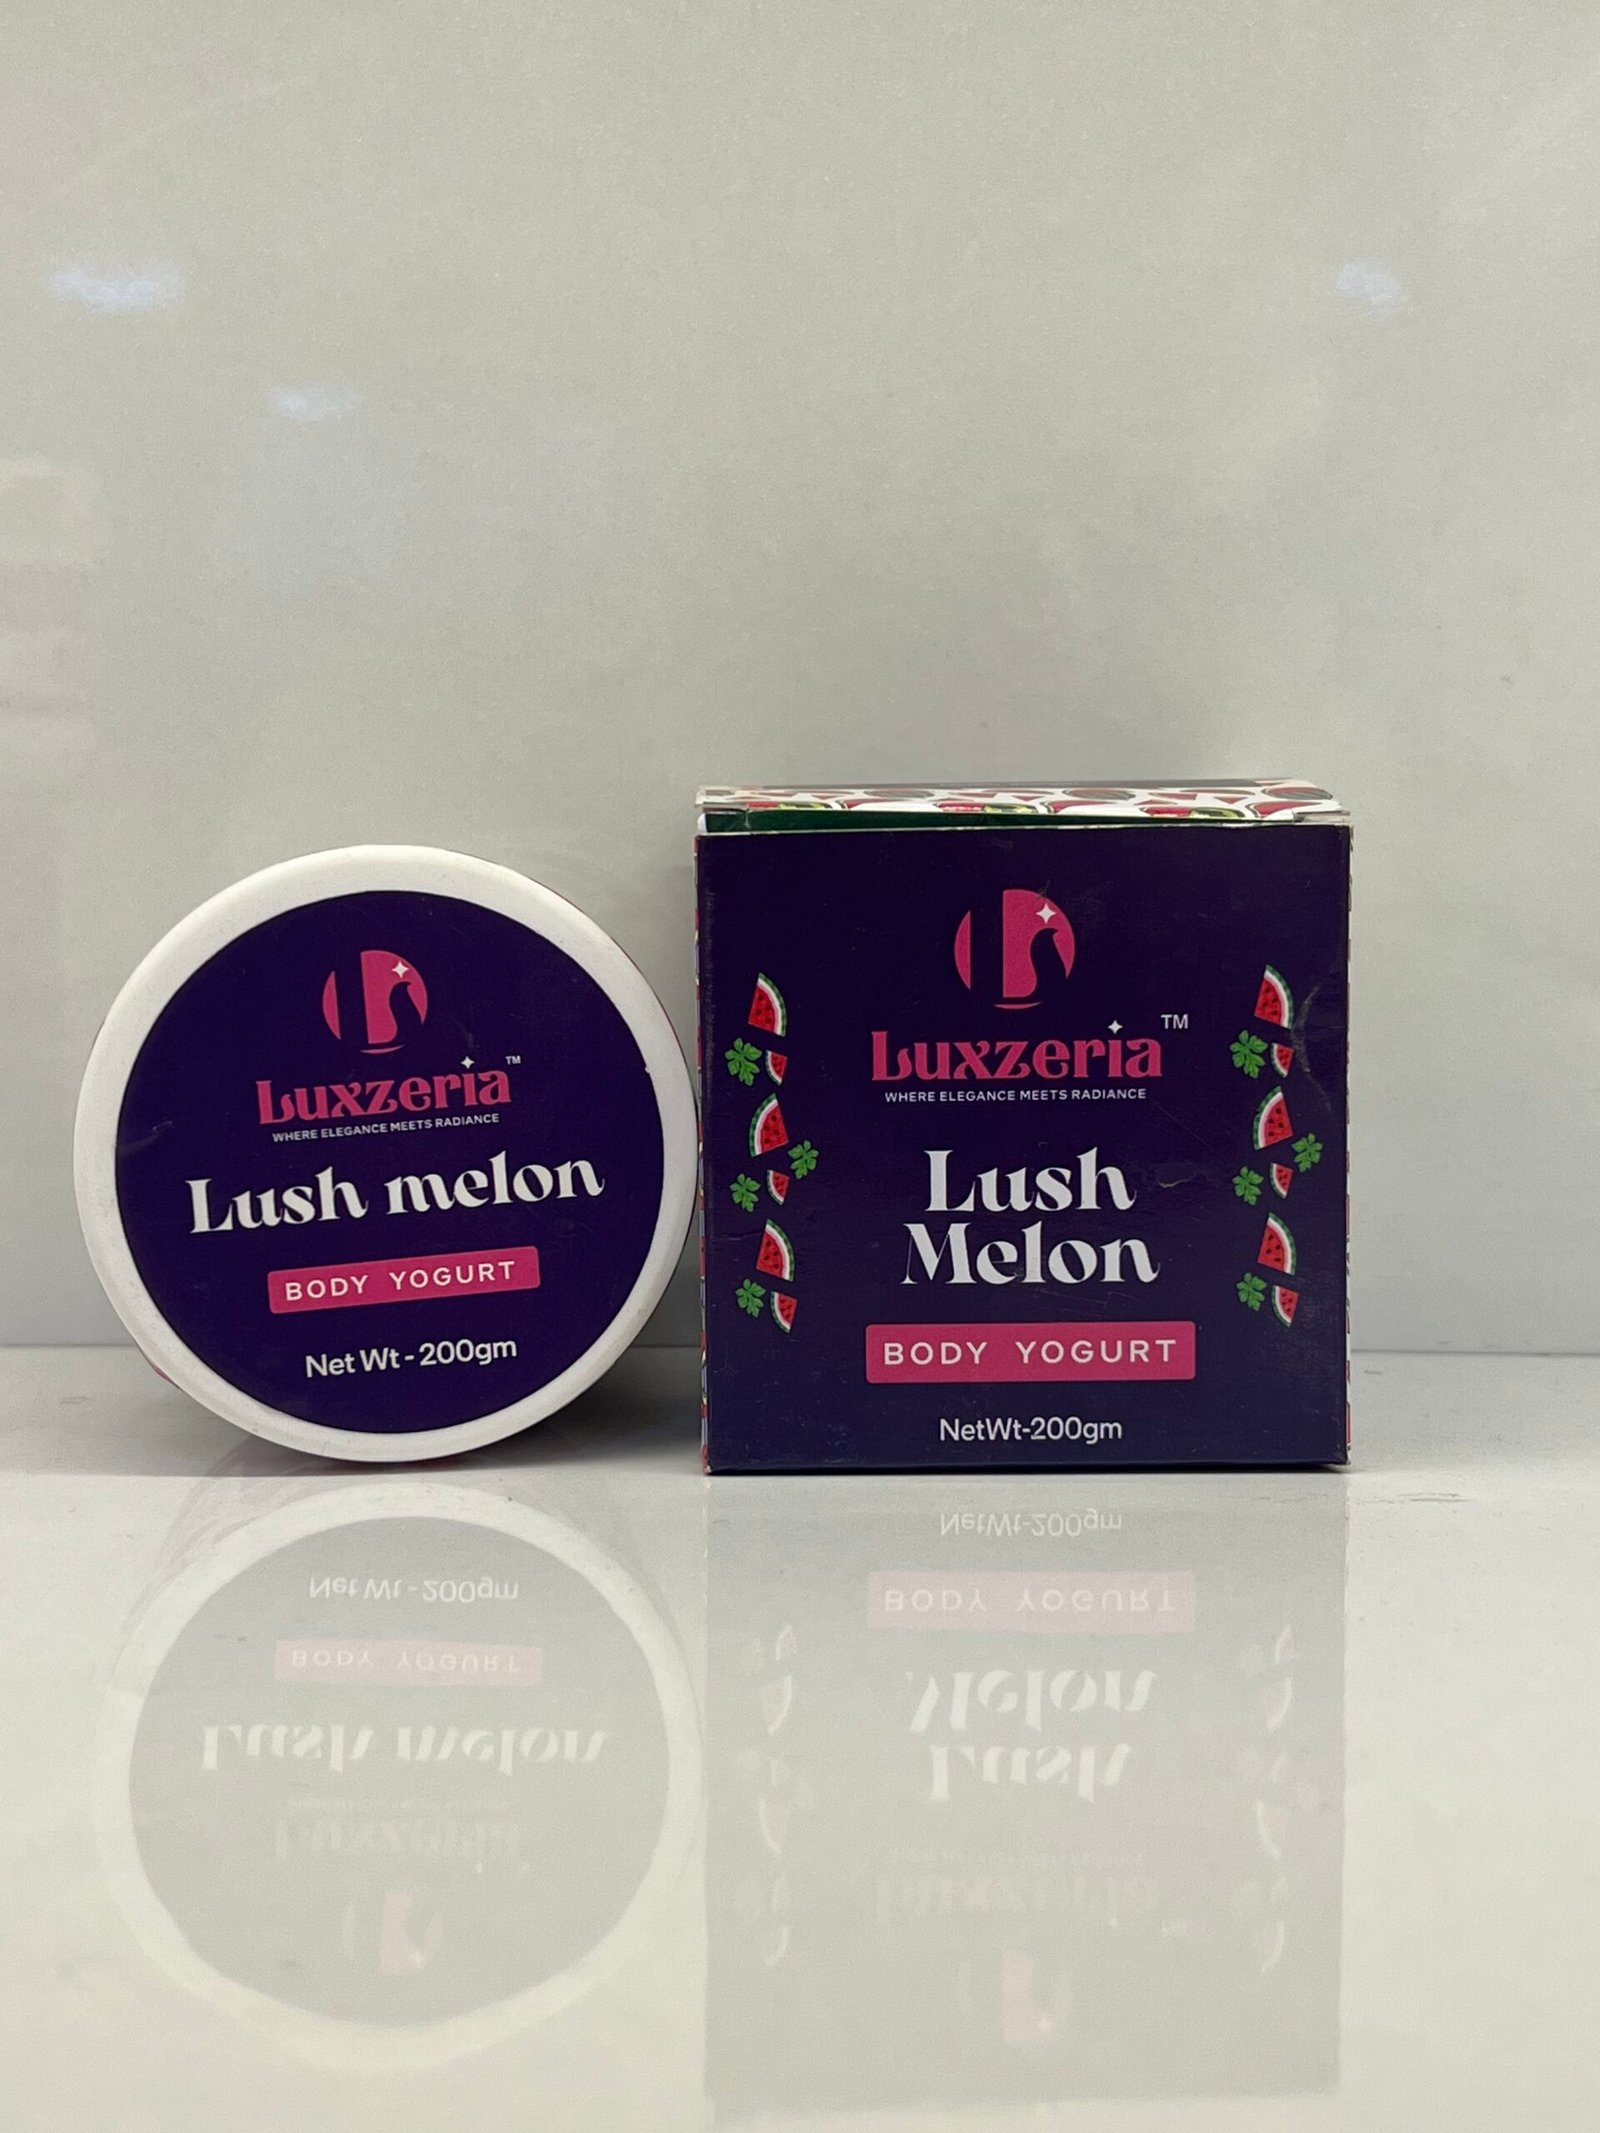 Luxzeria™
WHERE ELEGANCE MEETS RADIANCE
Lush melon
BODY YOGURT
Net Wt - 200gm
Luxzeria™
WHERE ELEGANCE MEETS RADIANCE
Lush
Melon
BODY YOGURT
NetWt-200gm